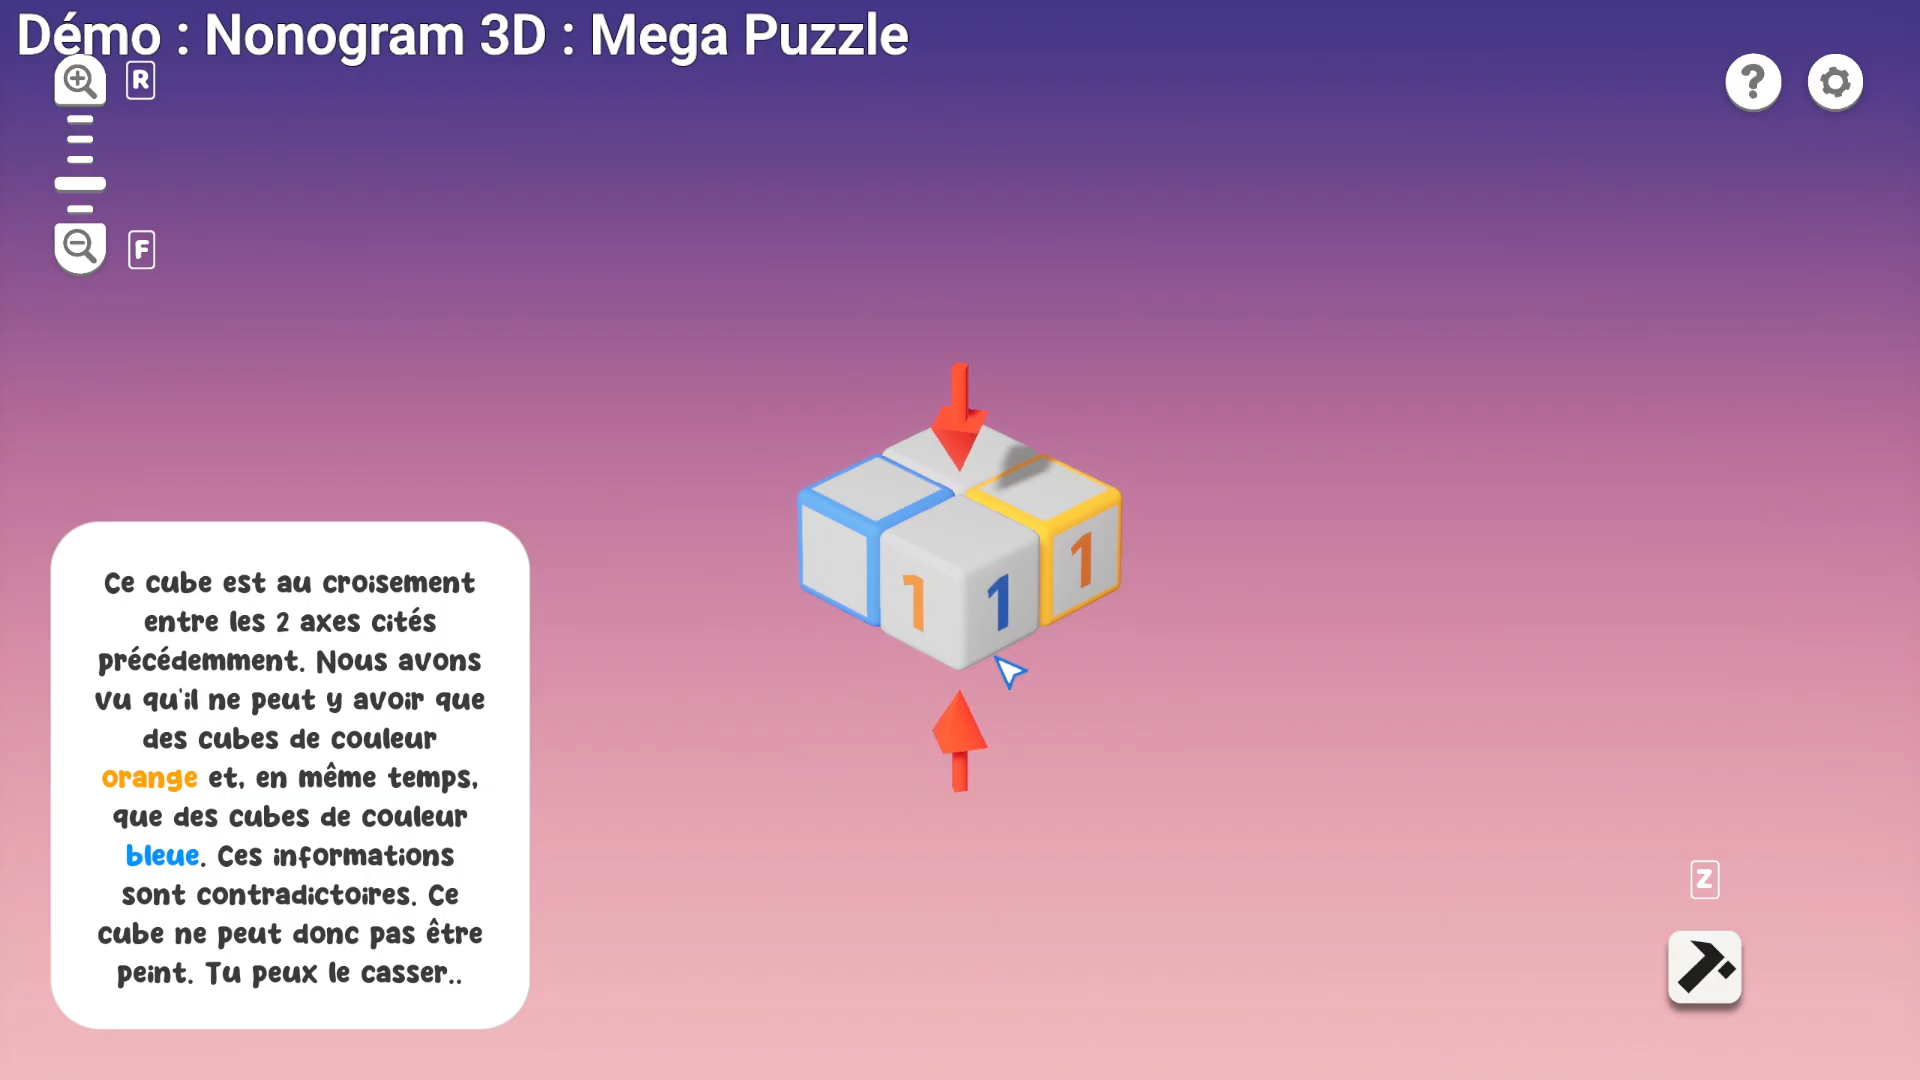 Démo : Nonogram 3D : Mega Puzzle
R
F
Ce cube est au croisement
entre les 2 axes cités
précédemment. Nous avons
vu qu'il ne peut y avoir que
des cubes de couleur
orange et, en même temps,
que des cubes de couleur
bleue. Ces informations
sont contradictoires. Ce
cube ne peut donc pas être
peint. Tu peux le casser..
1 1 1
Z